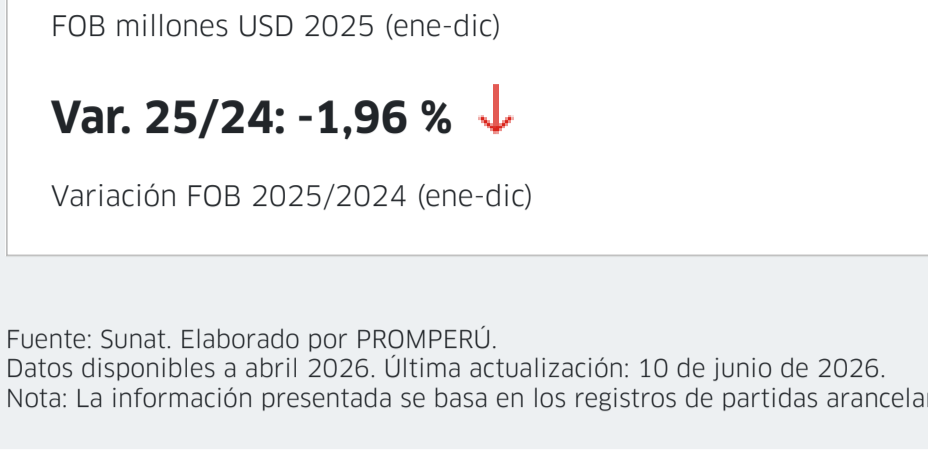 FOB millones USD 2025 (ene-dic)
Var. 25/24: -1,96 %
Variación FOB 2025/2024 (ene-dic)
Fuente: Sunat. Elaborado por PROMPERÚ.
Datos disponibles a abril 2026. Última actualización: 10 de junio de 2026.
Nota: La información presentada se basa en los registros de partidas